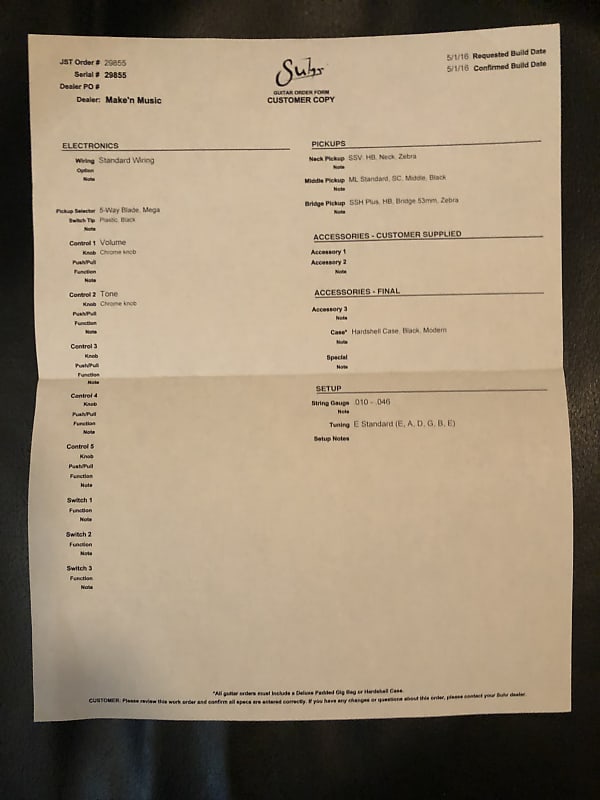 JST Order # 29855
Serial # 29855
Dealer PO #
Dealer: Make'n Music
Suhr
GUITAR ORDER FORM
CUSTOMER COPY
5/1/16 Requested Build Date
5/1/16 Confirmed Build Date
ELECTRONICS
Wiring Standard Wiring
Option
Note
Pickup Selector 5-Way Blade, Mega
Switch Tip Plastic, Black
Note
Control 1 Volume
Knob Chrome knob
Push/Pull
Function
Note
Control 2 Tone
Knob Chrome knob
Push/Pull
Function
Note
Control 3
Knob
Push/Pull
Function
Note
Control 4
Knob
Push/Pull
Function
Note
Control 5
Knob
Push/Pull
Function
Note
Switch 1
Function
Note
Switch 2
Function
Note
Switch 3
Function
Note
PICKUPS
Neck Pickup SSV, HB, Neck, Zebra
Note
Middle Pickup ML Standard, SC, Middle, Black
Note
Bridge Pickup SSH Plus, HB, Bridge 53mm, Zebra
Note
ACCESSORIES - CUSTOMER SUPPLIED
Accessory 1
Accessory 2
Note
ACCESSORIES - FINAL
Accessory 3
Note
Case* Hardshell Case, Black, Modern
Note
Special
Note
SETUP
String Gauge .010 - .046
Note
Tuning E Standard (E, A, D, G, B, E)
Setup Notes
*All guitar orders must include a Deluxe Padded Gig Bag or Hardshell Case.
CUSTOMER: Please review this work order and confirm all specs are entered correctly. If you have any changes or questions about this order, please contact your Suhr dealer.